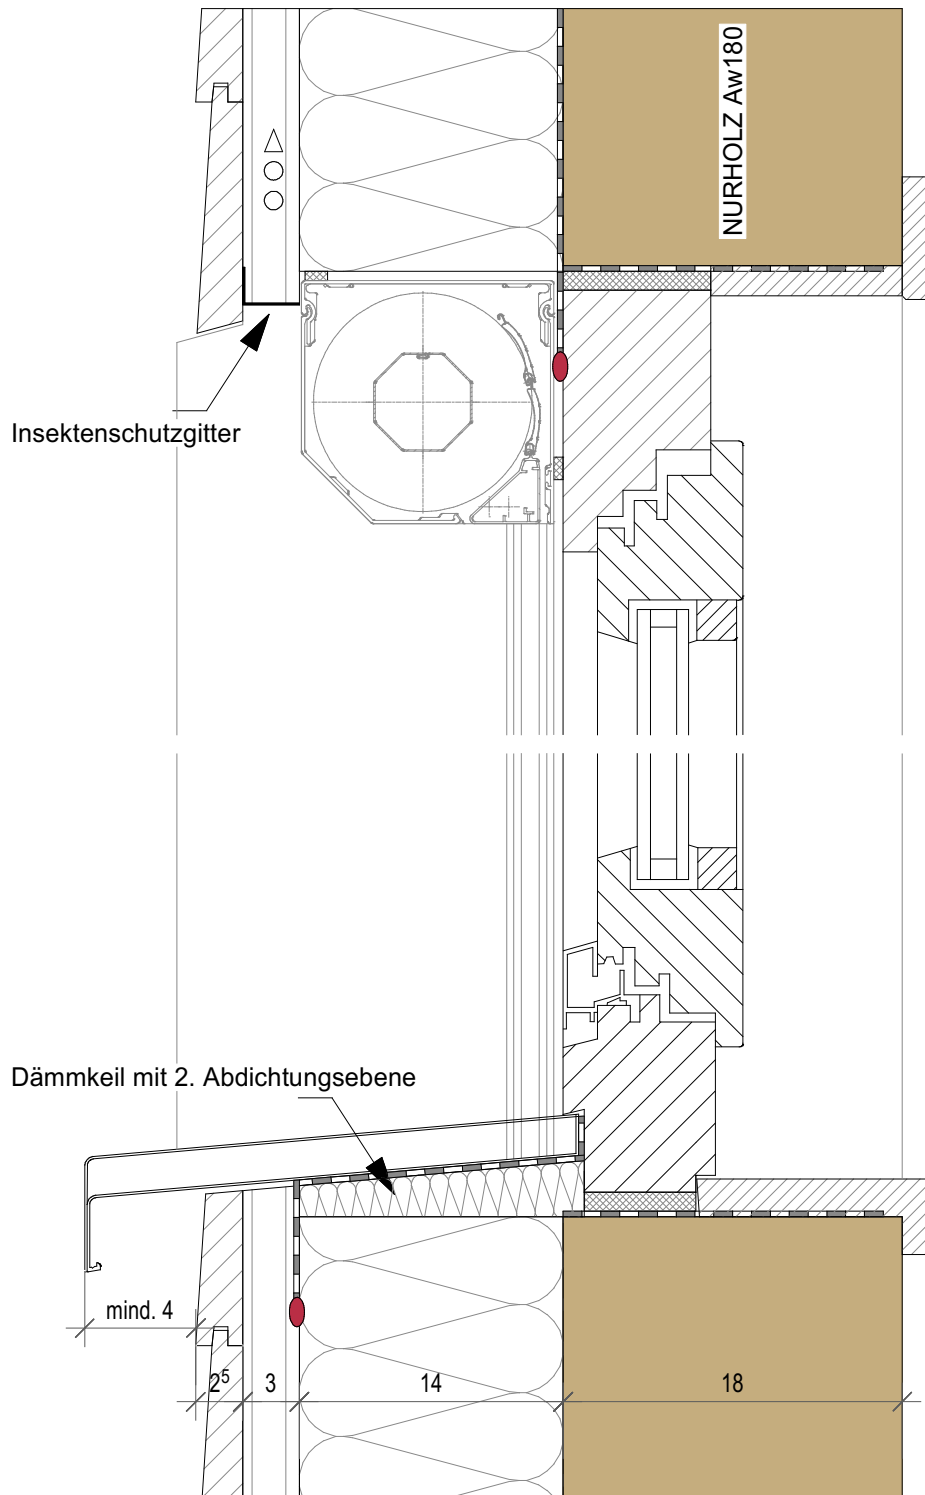 NURHOLZ Aw180
Insektenschutzgitter
Dämmkeil mit 2. Abdichtungsebene
mind. 4
2⁵ 3 14 18